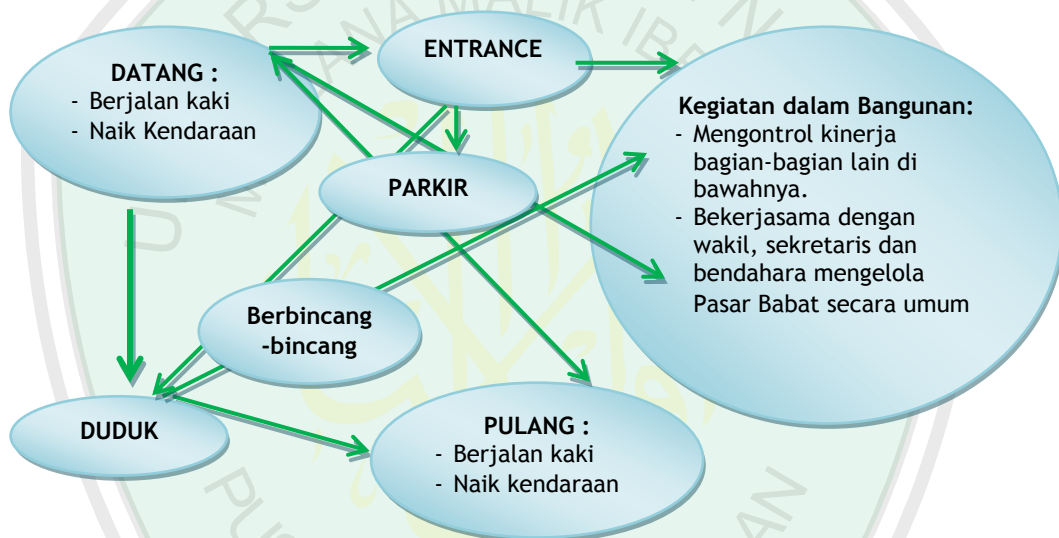 ENTRANCE
DATANG :
- Berjalan kaki
- Naik Kendaraan
Kegiatan dalam Bangunan:
- Mengontrol kinerja
bagian-bagian lain di
bawahnya.
- Bekerjasama dengan
wakil, sekretaris dan
bendahara mengelola
Pasar Babat secara umum
PARKIR
Berbincang
-bincang
DUDUK
PULANG :
- Berjalan kaki
- Naik kendaraan